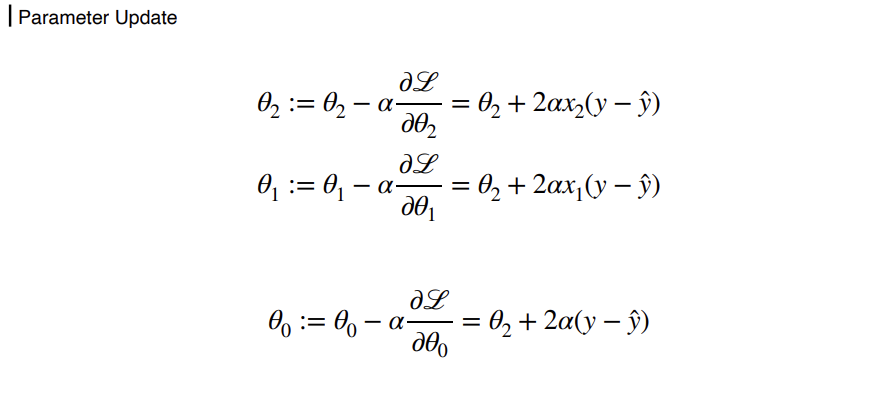 Parameter Update
θ₂ := θ₂ − α ∂ℒ/∂θ₂ = θ₂ + 2αx₂(y − ŷ)
θ₁ := θ₁ − α ∂ℒ/∂θ₁ = θ₂ + 2αx₁(y − ŷ)
θ₀ := θ₀ − α ∂ℒ/∂θ₀ = θ₂ + 2α(y − ŷ)